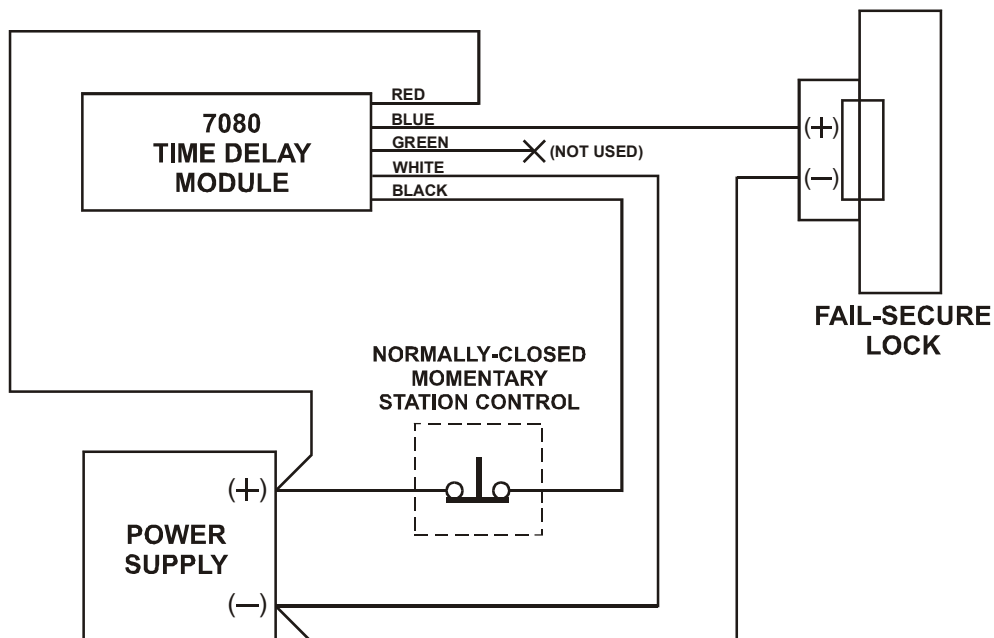 RED
BLUE
GREEN
(NOT USED)
WHITE
BLACK
7080
TIME DELAY
MODULE
(+)
(—)
FAIL-SECURE
LOCK
NORMALLY-CLOSED
MOMENTARY
STATION CONTROL
(+)
POWER
SUPPLY
(—)